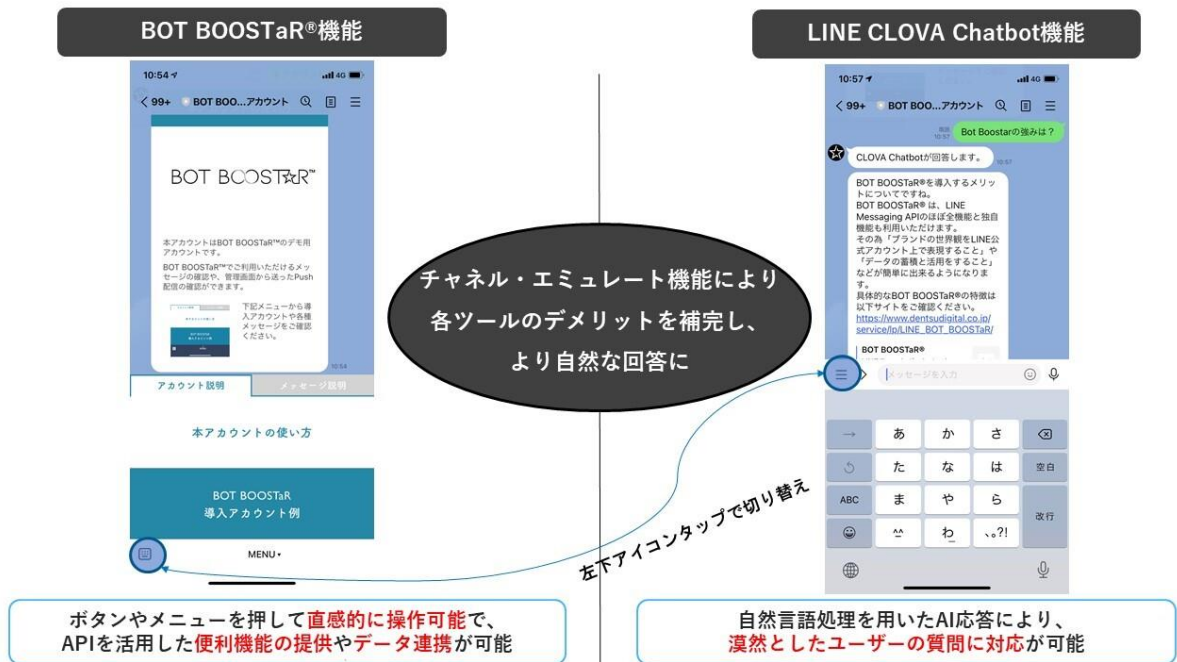 BOT BOOSTaR®機能
10:54
4G
99+
BOT BOO...アカウント
BOT BOOSTAR™
本アカウントはBOT BOOSTaR™のデモ用
アカウントです。
BOT BOOSTaR™でご利用いただけるメッ
セージの確認や、管理画面から送ったPush
配信の確認ができます。
下記メニューから導
入アカウントや各種
メッセージをご確認
ください。
10:54
アカウント説明
メッセージ説明
本アカウントの使い方
BOT BOOSTaR
導入アカウント例
MENU▾
ボタンやメニューを押して直感的に操作可能で、
APIを活用した便利機能の提供やデータ連携が可能
チャネル・エミュレート機能により
各ツールのデメリットを補完し、
より自然な回答に
左下アイコンタップで切り替え
LINE CLOVA Chatbot機能
10:57
4G
99+
BOT BOO...アカウント
既読
10:57
Bot Boostarの強みは？
CLOVA Chatbotが回答します。
10:57
BOT BOOSTaR®を導入するメリッ
トについてですね。
BOT BOOSTaR® は、LINE
Messaging APIのほぼ全機能と独自
機能も利用いただけます。
その為「ブランドの世界観をLINE公
式アカウント上で表現すること」や
「データの蓄積と活用をすること」
などが簡単に出来るようになりま
す。
具体的なBOT BOOSTaR®の特徴は
以下サイトをご確認ください。
https://www.dentsudigital.co.jp/
service/lp/LINE_BOT_BOOSTaR/
BOT BOOSTaR®
メッセージを入力
→
あ
か
さ
た
な
は
空白
ABC
ま
や
ら
改行
^^
わ
、。?!
自然言語処理を用いたAI応答により、
漠然としたユーザーの質問に対応が可能